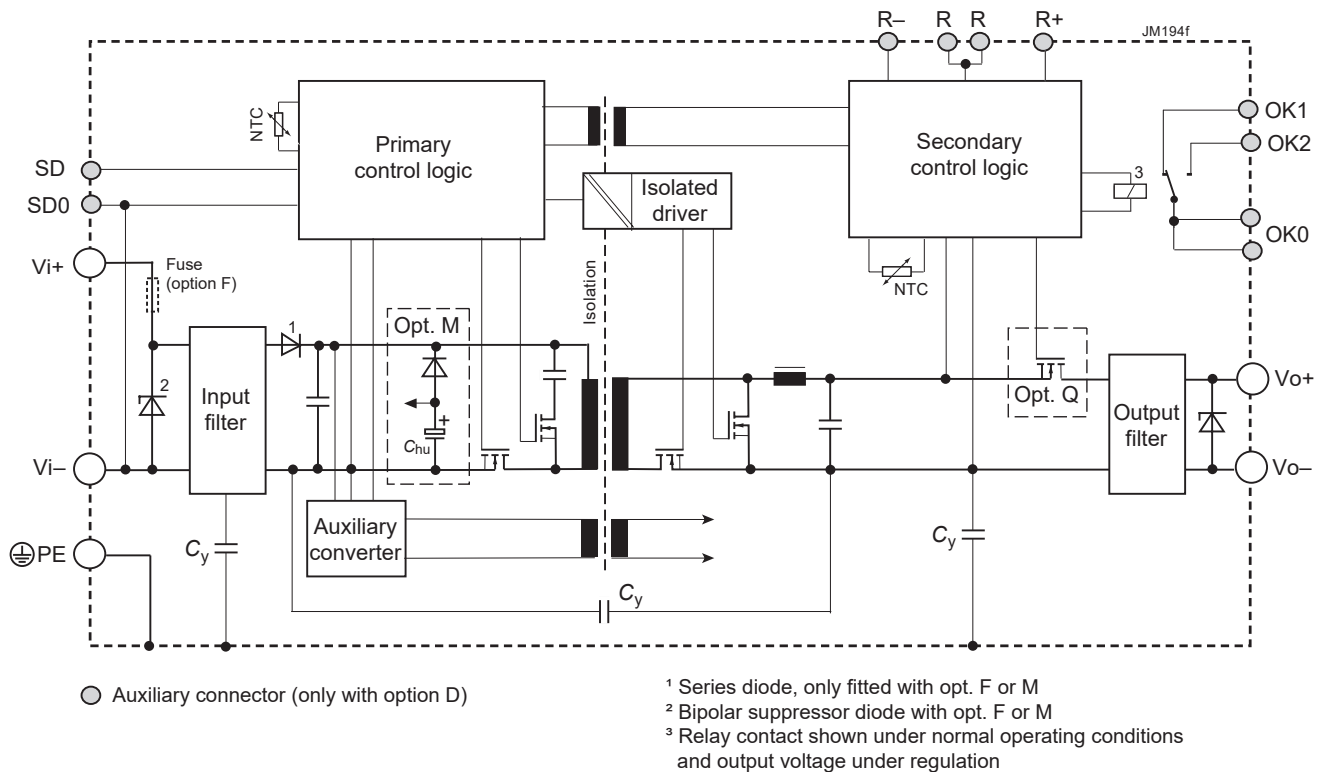 R–
R
R
R+
JM194f
OK1
OK2
OK0
NTC
Primary
control logic
Secondary
control logic
3
SD
SD0
Isolated
driver
Vi+
Fuse
(option F)
NTC
Isolation
1
Opt. M
2
Input
filter
+
Chu
Opt. Q
Output
filter
Vo+
Vo–
Vi–
Auxiliary
converter
PE
Cy
Cy
Cy
Auxiliary connector (only with option D)
¹ Series diode, only fitted with opt. F or M
² Bipolar suppressor diode with opt. F or M
³ Relay contact shown under normal operating conditions
and output voltage under regulation